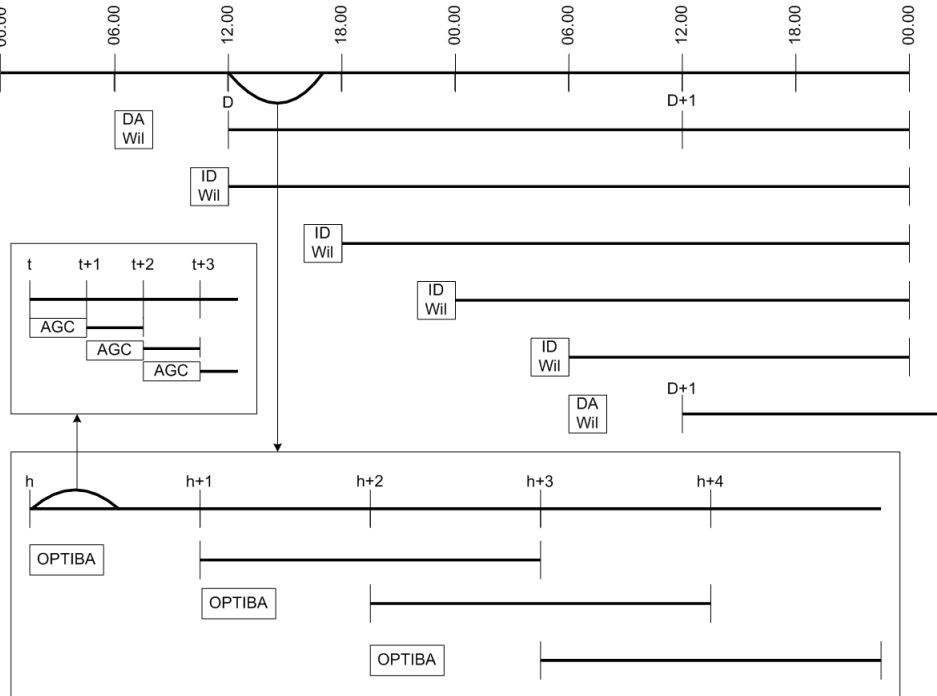 00.00
06.00
12.00
18.00
00.00
06.00
12.00
18.00
00.00
D
D+1
DA
Wil
ID
Wil
ID
Wil
t
t+1
t+2
t+3
ID
Wil
AGC
AGC
ID
Wil
AGC
D+1
DA
Wil
h
h+1
h+2
h+3
h+4
OPTIBA
OPTIBA
OPTIBA